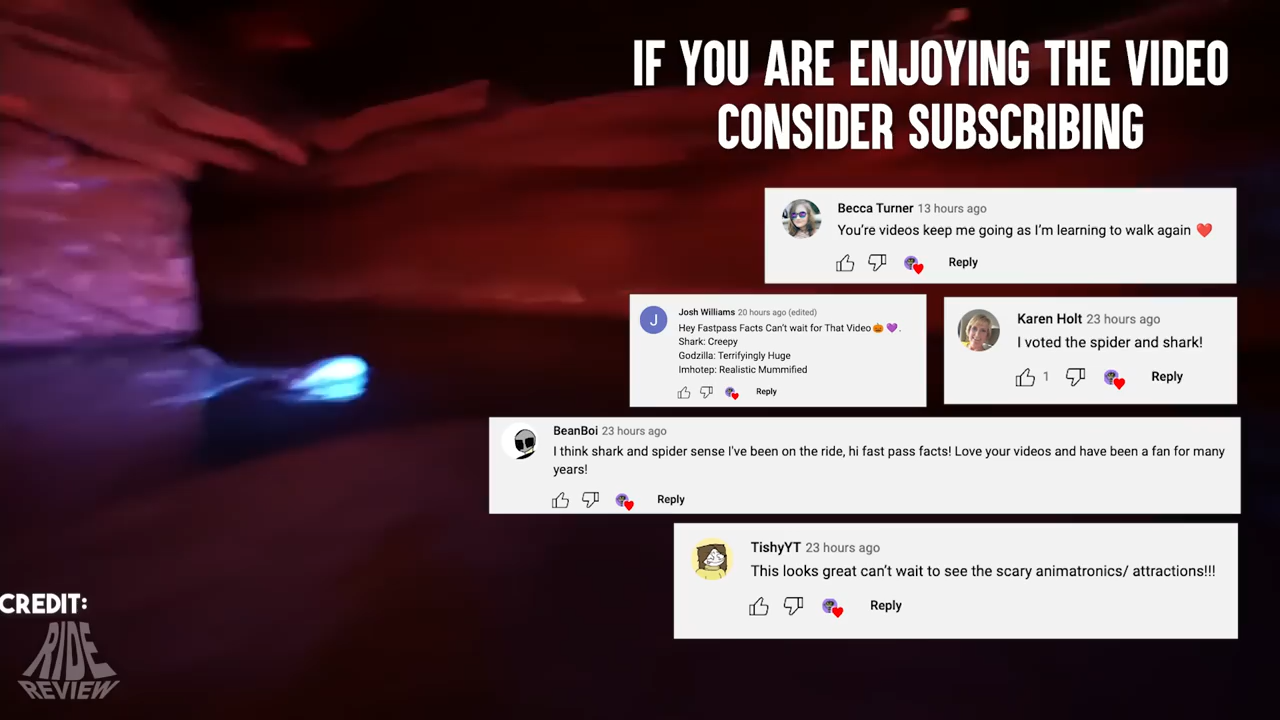 IF YOU ARE ENJOYING THE VIDEO
CONSIDER SUBSCRIBING
Becca Turner 13 hours ago
You're videos keep me going as I'm learning to walk again ❤️
Reply
J
Josh Williams 20 hours ago (edited)
Hey Fastpass Facts Can't wait for That Video🎃 💜.
Shark: Creepy
Godzilla: Terrifyingly Huge
Imhotep: Realistic Mummified
Reply
Karen Holt 23 hours ago
I voted the spider and shark!
1
Reply
BeanBoi 23 hours ago
I think shark and spider sense I've been on the ride, hi fast pass facts! Love your videos and have been a fan for many
years!
Reply
TishyYT 23 hours ago
This looks great can't wait to see the scary animatronics/ attractions!!!
Reply
CREDIT:
RIDE
REVIEW